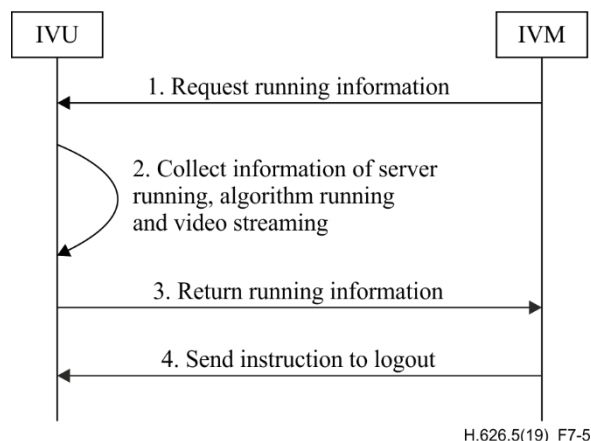 IVU
IVM
1. Request running information
2. Collect information of server
running, algorithm running
and video streaming
3. Return running information
4. Send instruction to logout
H.626.5(19)_F7-5